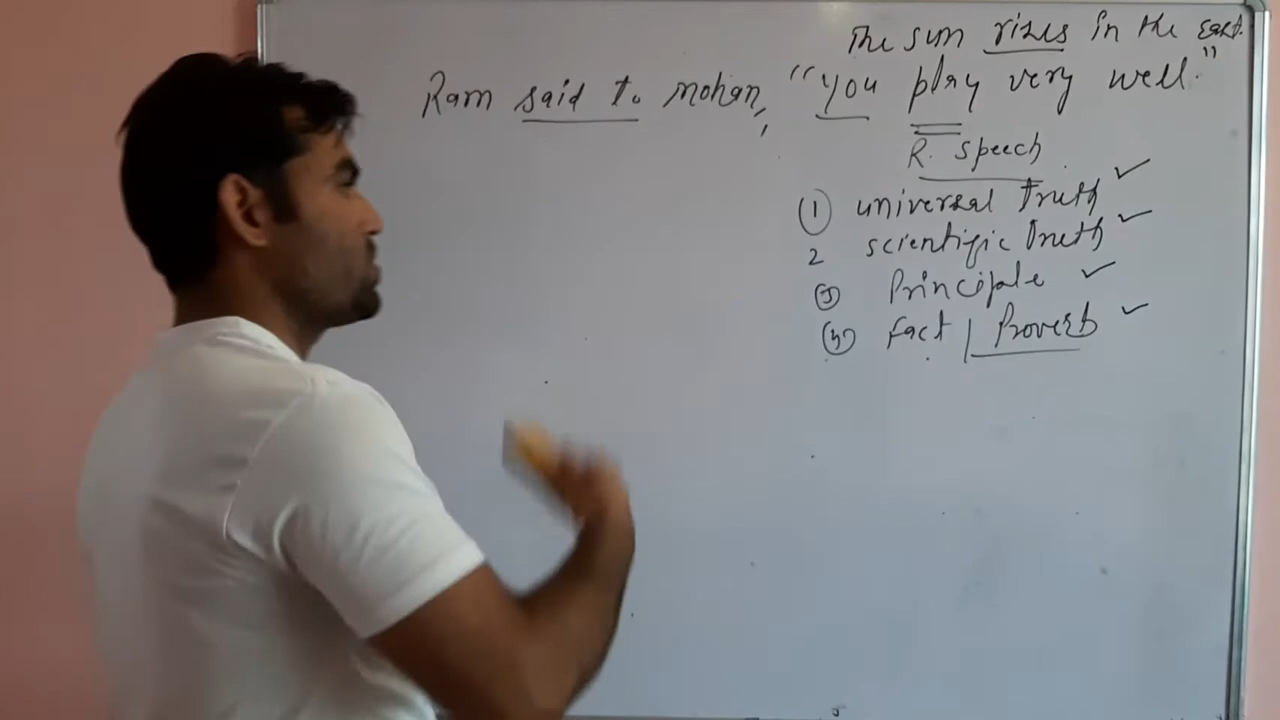 The sun rises in the East.
Ram said to mohan, "you play very well."
R. Speech
(1) universal Truth ✓
2 scientific Truth ✓
(3) Principale ✓
(4) Fact | Proverb ✓